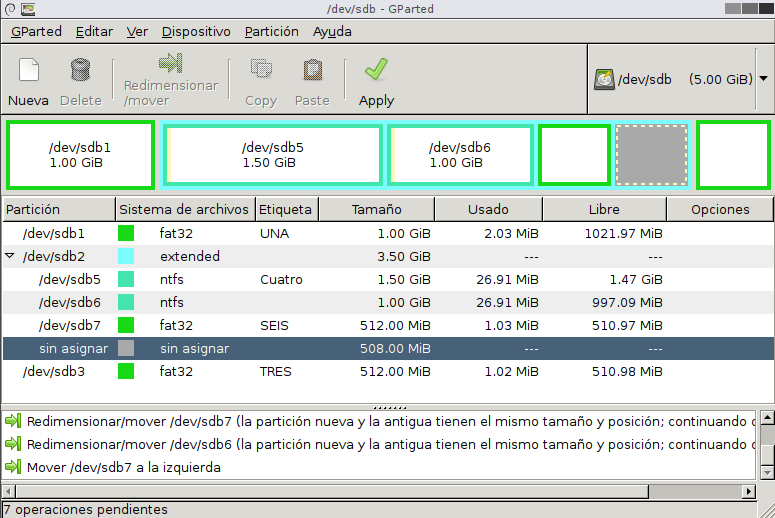 /dev/sdb - GParted
GParted Editar Ver Dispositivo Partición Ayuda
Nueva Delete Redimensionar/mover Copy Paste Apply /dev/sdb (5.00 GiB)
/dev/sdb1 /dev/sdb5 /dev/sdb6
1.00 GiB 1.50 GiB 1.00 GiB
Partición Sistema de archivos Etiqueta Tamaño Usado Libre Opciones
/dev/sdb1 fat32 UNA 1.00 GiB 2.03 MiB 1021.97 MiB
/dev/sdb2 extended 3.50 GiB --- ---
/dev/sdb5 ntfs Cuatro 1.50 GiB 26.91 MiB 1.47 GiB
/dev/sdb6 ntfs 1.00 GiB 26.91 MiB 997.09 MiB
/dev/sdb7 fat32 SEIS 512.00 MiB 1.03 MiB 510.97 MiB
sin asignar sin asignar 508.00 MiB --- ---
/dev/sdb3 fat32 TRES 512.00 MiB 1.02 MiB 510.98 MiB
Redimensionar/mover /dev/sdb7 (la partición nueva y la antigua tienen el mismo tamaño y posición; continuando
Redimensionar/mover /dev/sdb6 (la partición nueva y la antigua tienen el mismo tamaño y posición; continuando
Mover /dev/sdb7 a la izquierda
7 operaciones pendientes